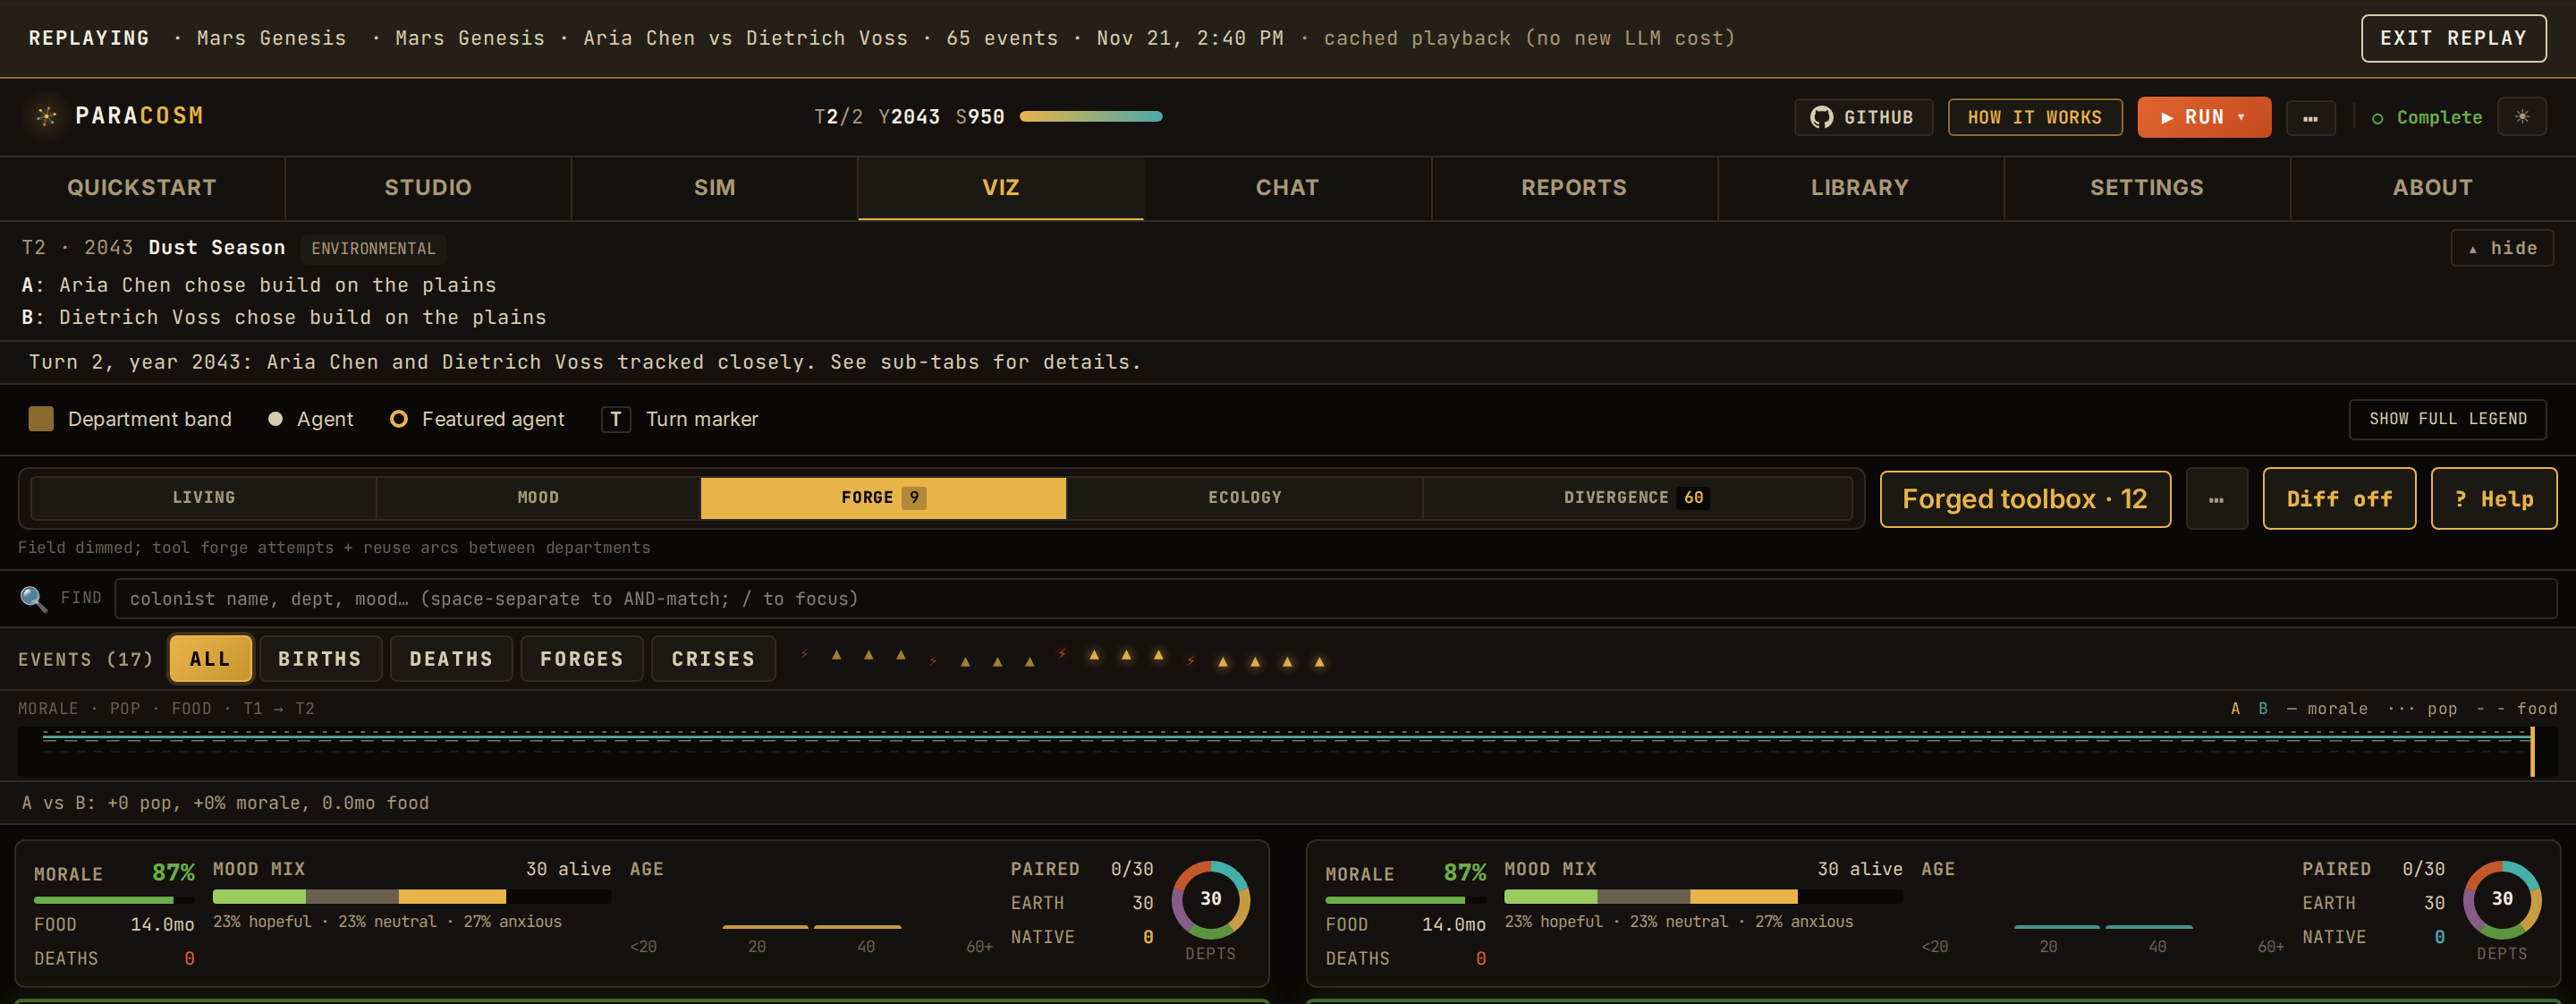 REPLAYING · Mars Genesis · Mars Genesis · Aria Chen vs Dietrich Voss · 65 events · Nov 21, 2:40 PM · cached playback (no new LLM cost) EXIT REPLAY
PARACOSM T2/2 Y2043 S950 GITHUB HOW IT WORKS ▶ RUN ▾ … ○ Complete ☀
QUICKSTART STUDIO SIM VIZ CHAT REPORTS LIBRARY SETTINGS ABOUT
T2 · 2043 Dust Season ENVIRONMENTAL ▴ hide
A: Aria Chen chose build on the plains
B: Dietrich Voss chose build on the plains
Turn 2, year 2043: Aria Chen and Dietrich Voss tracked closely. See sub-tabs for details.
Department band Agent Featured agent T Turn marker SHOW FULL LEGEND
LIVING MOOD FORGE 9 ECOLOGY DIVERGENCE 60 Forged toolbox · 12 … Diff off ? Help
Field dimmed; tool forge attempts + reuse arcs between departments
FIND colonist name, dept, mood… (space-separate to AND-match; / to focus)
EVENTS (17) ALL BIRTHS DEATHS FORGES CRISES
MORALE · POP · FOOD · T1 → T2 A B — morale ··· pop - - food
A vs B: +0 pop, +0% morale, 0.0mo food
MORALE 87% MOOD MIX 30 alive AGE PAIRED 0/30 30 MORALE 87% MOOD MIX 30 alive AGE PAIRED 0/30 30
FOOD 14.0mo 23% hopeful · 23% neutral · 27% anxious EARTH 30 FOOD 14.0mo 23% hopeful · 23% neutral · 27% anxious EARTH 30
DEATHS 0 <20 20 40 60+ NATIVE 0 DEPTS DEATHS 0 <20 20 40 60+ NATIVE 0 DEPTS